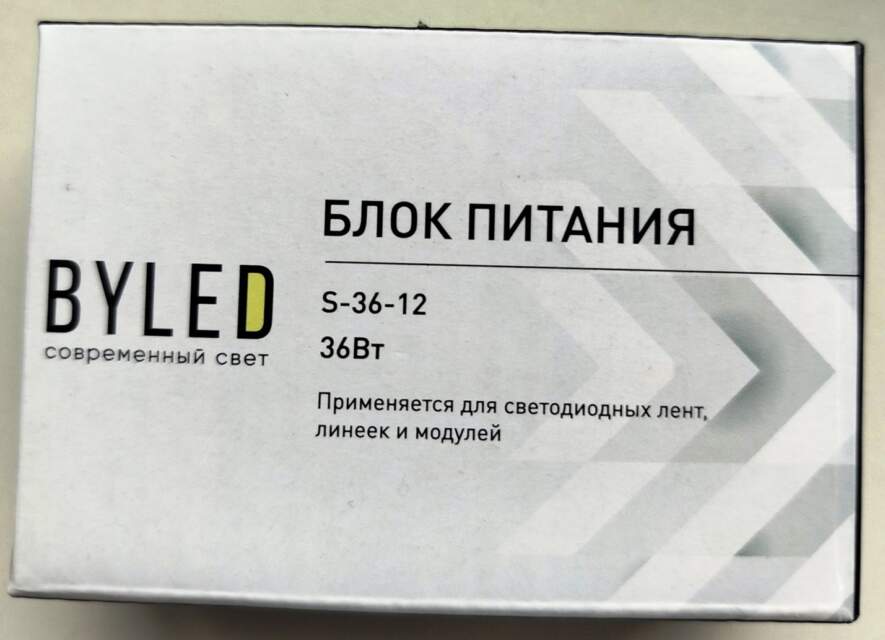 BYLED
современный свет
БЛОК ПИТАНИЯ
S-36-12
36Вт
Применяется для светодиодных лент,
линеек и модулей